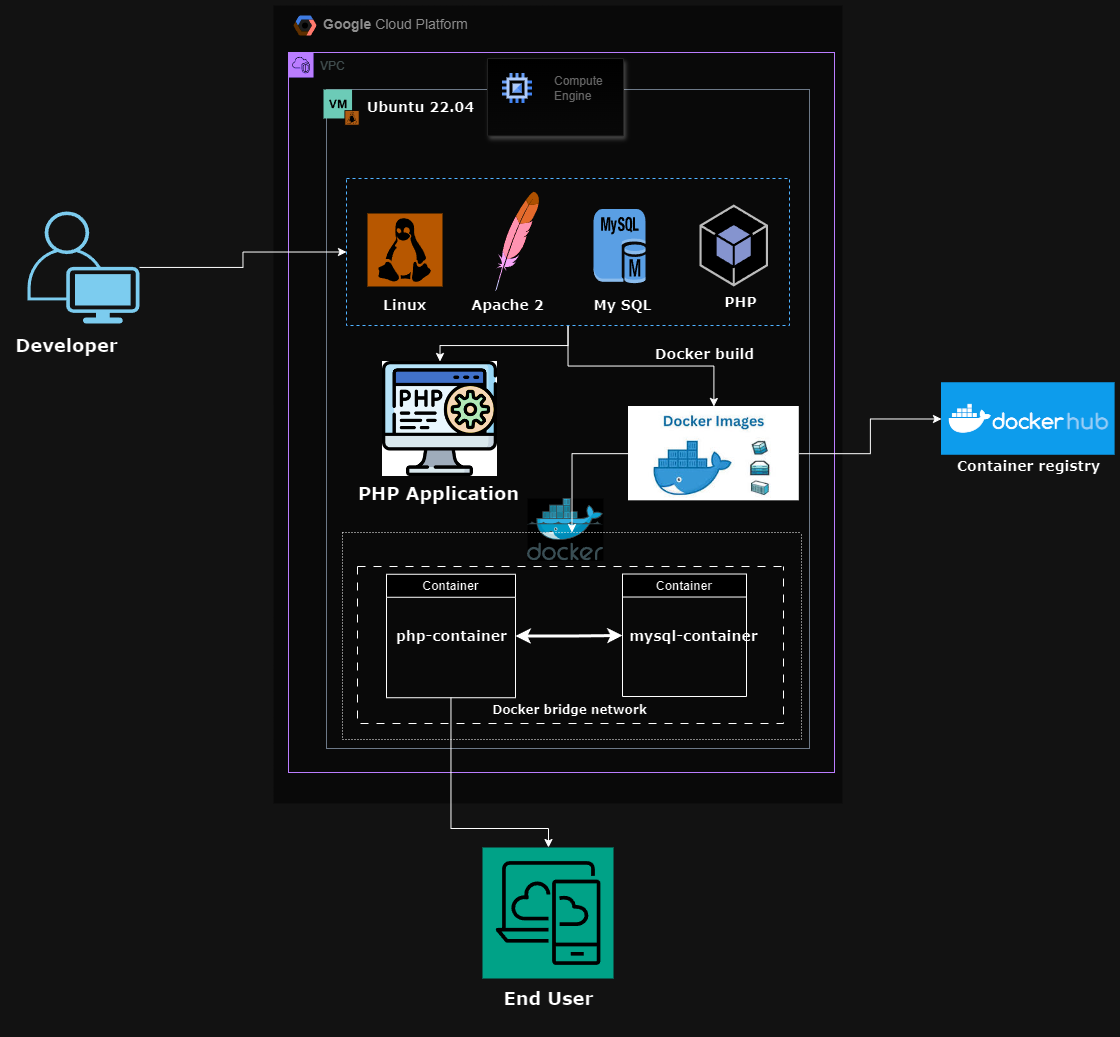 Google Cloud Platform
VPC
VM
Ubuntu 22.04
Compute
Engine
MySQL
M
Linux
Apache 2
My SQL
PHP
Developer
Docker build
PHP
Docker Images
dockerhub
Container registry
PHP Application
docker
Container
Container
php-container
mysql-container
Docker bridge network
End User